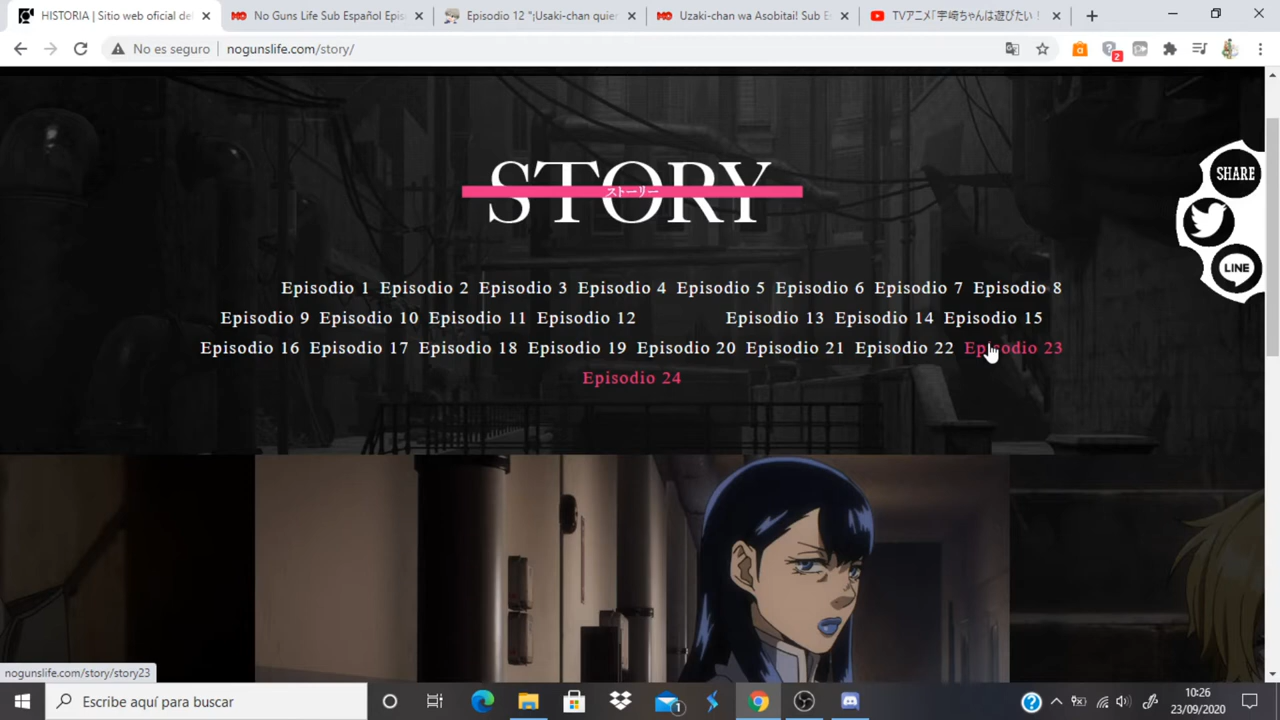 HISTORIA | Sitio web oficial del
No Guns Life Sub Español Epis
Episodio 12 "¡Usaki-chan quier
Uzaki-chan wa Asobitai! Sub E
TVアニメ「宇崎ちゃんは遊びたい！
No es seguro
nogunslife.com/story/
2
STORY
ストーリー
SHARE
LINE
Episodio 1 Episodio 2 Episodio 3 Episodio 4 Episodio 5 Episodio 6 Episodio 7 Episodio 8
Episodio 9 Episodio 10 Episodio 11 Episodio 12 Episodio 13 Episodio 14 Episodio 15
Episodio 16 Episodio 17 Episodio 18 Episodio 19 Episodio 20 Episodio 21 Episodio 22 Episodio 23
Episodio 24
nogunslife.com/story/story23
Escribe aquí para buscar
1
10:26
23/09/2020